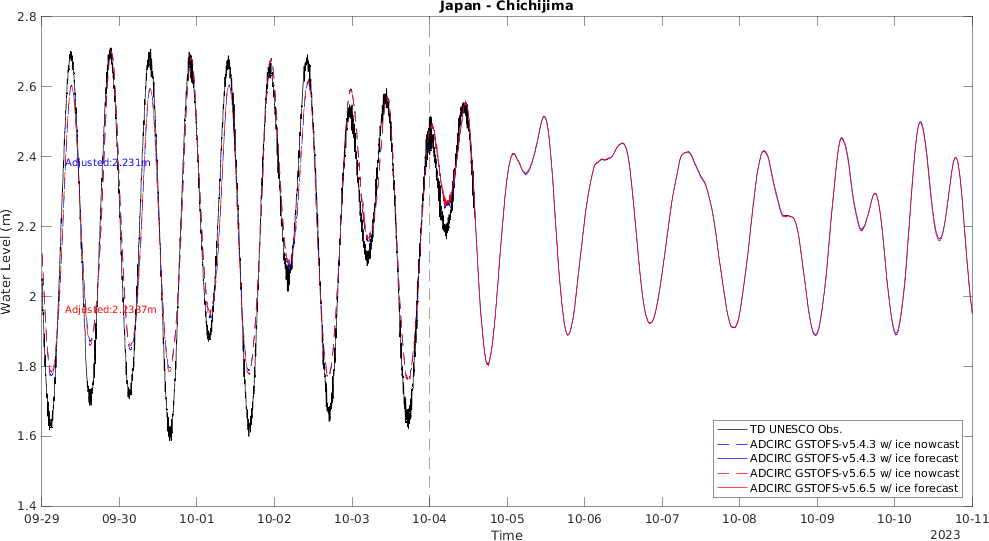 Japan - Chichijima
2.8
2.6
2.4
2.2
2
1.8
1.6
1.4
Water Level (m)
Adjusted:2.231m
Adjusted:2.2387m
TD UNESCO Obs.
ADCIRC GSTOFS-v5.4.3 w/ ice nowcast
ADCIRC GSTOFS-v5.4.3 w/ ice forecast
ADCIRC GSTOFS-v5.6.5 w/ ice nowcast
ADCIRC GSTOFS-v5.6.5 w/ ice forecast
09-29 09-30 10-01 10-02 10-03 10-04 10-05 10-06 10-07 10-08 10-09 10-10 10-11
Time
2023